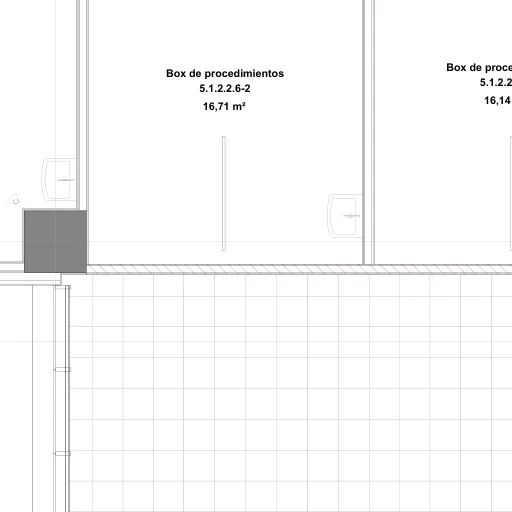 Box de procedimientos
5.1.2.2.6-2
16,71 m²
Box de proce
5.1.2.2
16,14